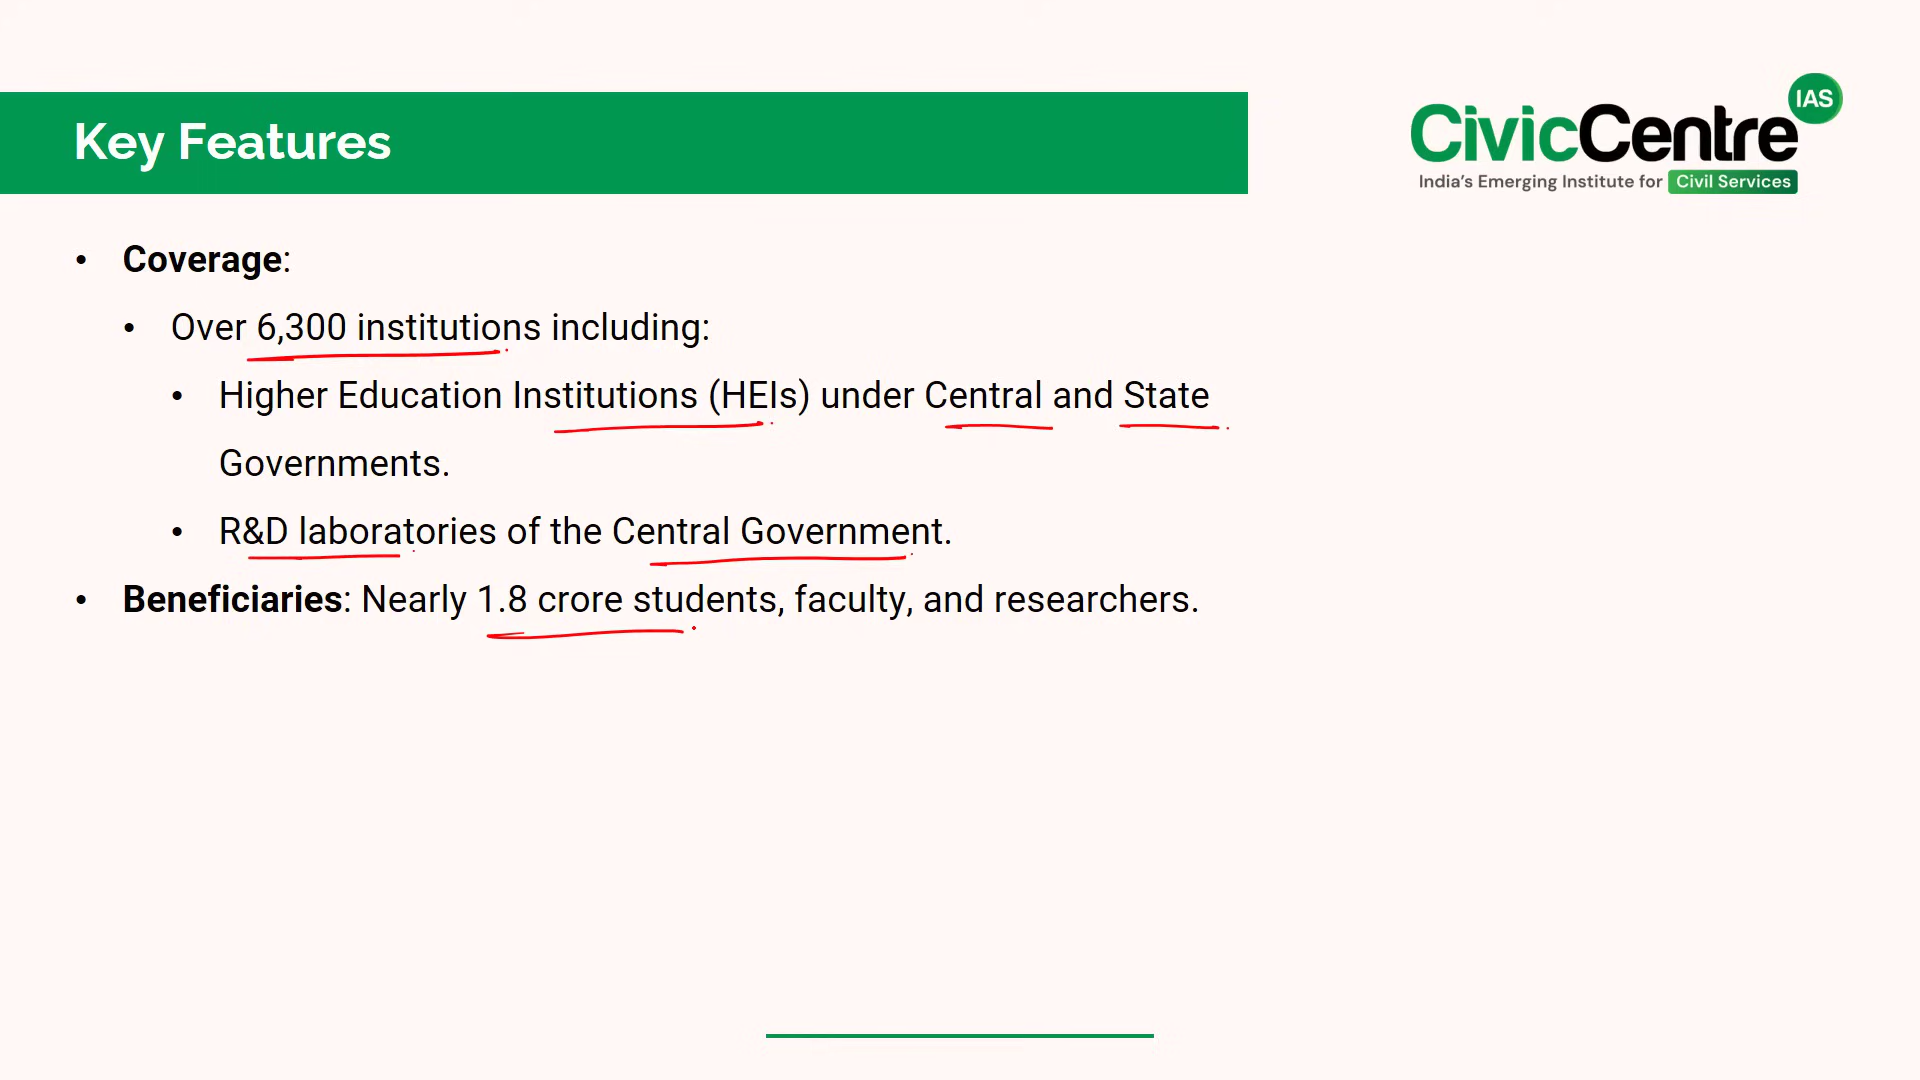 Key Features
CivicCentre IAS
India's Emerging Institute for Civil Services
• Coverage:
• Over 6,300 institutions including:
• Higher Education Institutions (HEIs) under Central and State
Governments.
• R&D laboratories of the Central Government.
• Beneficiaries: Nearly 1.8 crore students, faculty, and researchers.